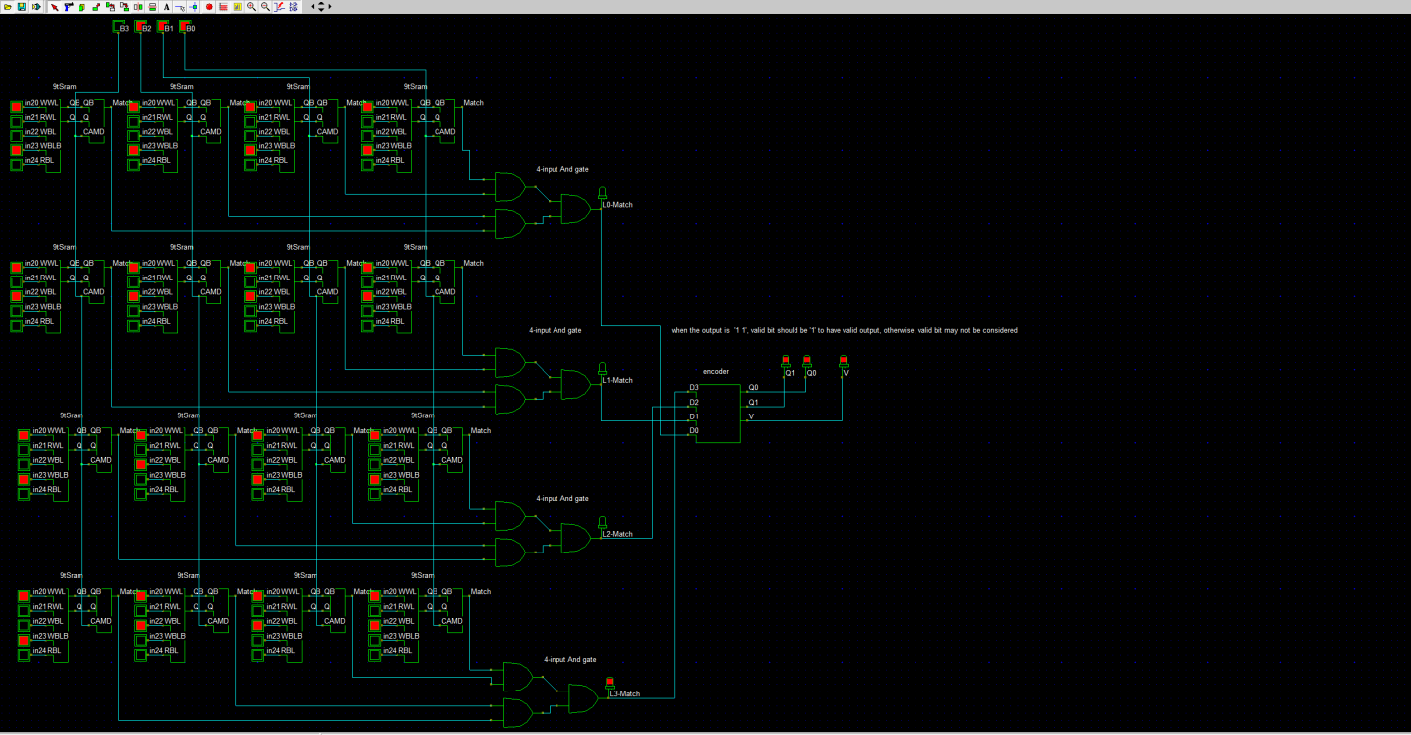 A
B3 B2 B1 B0
9tSram 9tSram 9tSram 9tSram
in20 WWL QB QB Match in20 WWL QB QB Match in20 WWL QB QB Match in20 WWL QB QB Match
in21 RWL Q Q in21 RWL Q Q in21 RWL Q Q in21 RWL Q Q
in22 WBL CAMD in22 WBL CAMD in22 WBL CAMD in22 WBL CAMD
in23 WBLB in23 WBLB in23 WBLB in23 WBLB
in24 RBL in24 RBL in24 RBL in24 RBL
4-input And gate
L0-Match
9tSram 9tSram 9tSram 9tSram
in20 WWL QB QB Match in20 WWL QB QB Match in20 WWL QB QB Match in20 WWL QB QB Match
in21 RWL Q Q in21 RWL Q Q in21 RWL Q Q in21 RWL Q Q
in22 WBL CAMD in22 WBL CAMD in22 WBL CAMD in22 WBL CAMD
in23 WBLB in23 WBLB in23 WBLB in23 WBLB
in24 RBL in24 RBL in24 RBL in24 RBL
4-input And gate
when the output is '1 1', valid bit should be '1' to have valid output, otherwise valid bit may not be considered
L1-Match
encoder
Q1 Q0 V
D3 Q0
D2 Q1
D1 V
D0
9tSram 9tSram 9tSram 9tSram
in20 WWL QB QB Match in20 WWL QB QB Match in20 WWL QB QB Match in20 WWL QB QB Match
in21 RWL Q Q in21 RWL Q Q in21 RWL Q Q in21 RWL Q Q
in22 WBL CAMD in22 WBL CAMD in22 WBL CAMD in22 WBL CAMD
in23 WBLB in23 WBLB in23 WBLB in23 WBLB
in24 RBL in24 RBL in24 RBL in24 RBL
4-input And gate
L2-Match
9tSram 9tSram 9tSram 9tSram
in20 WWL QB QB Match in20 WWL QB QB Match in20 WWL QB QB Match in20 WWL QB QB Match
in21 RWL Q Q in21 RWL Q Q in21 RWL Q Q in21 RWL Q Q
in22 WBL CAMD in22 WBL CAMD in22 WBL CAMD in22 WBL CAMD
in23 WBLB in23 WBLB in23 WBLB in23 WBLB
in24 RBL in24 RBL in24 RBL in24 RBL
4-input And gate
L3-Match